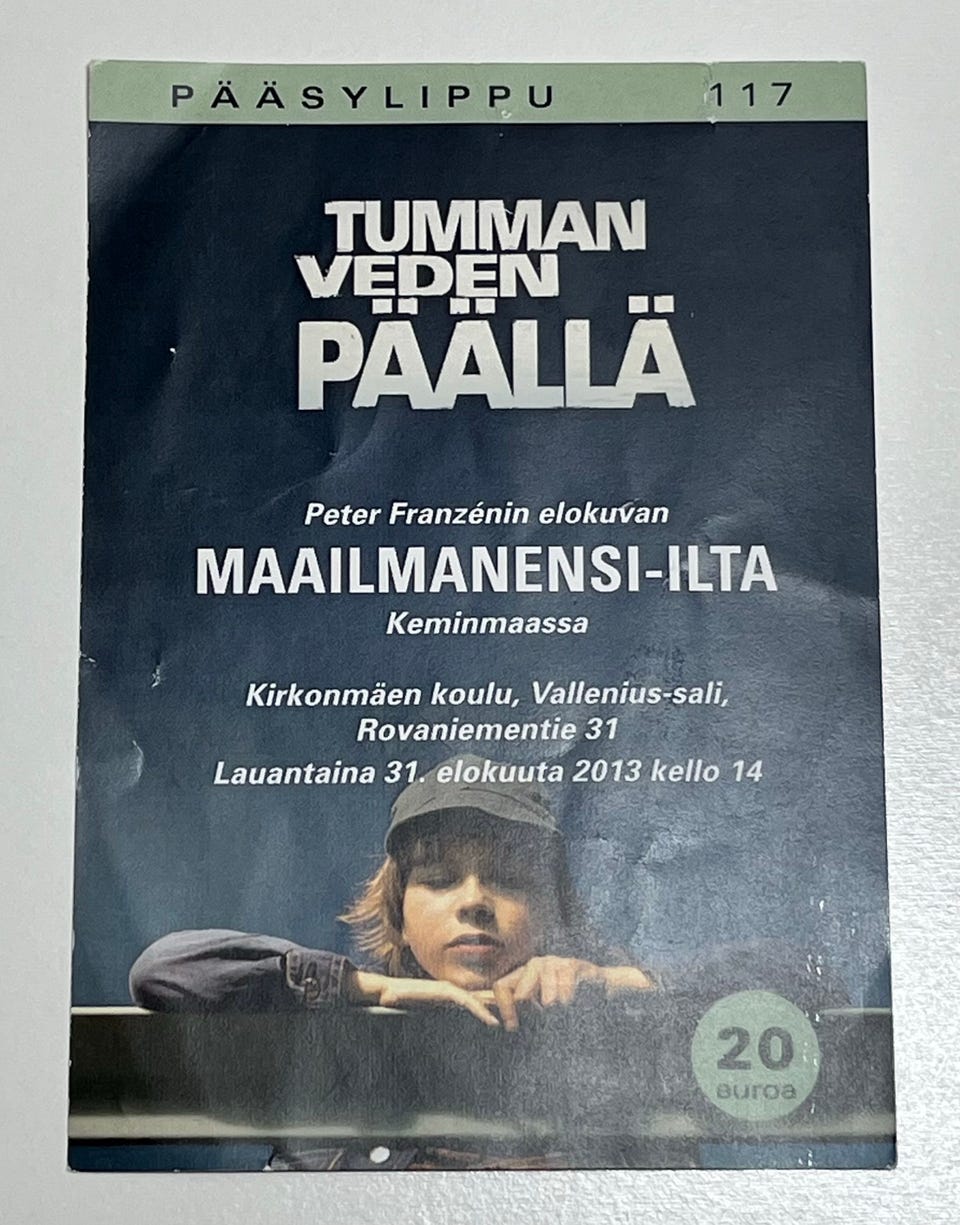 PÄÄSYLIPPU 117
TUMMAN
VEDEN
PÄÄLLÄ
Peter Franzénin elokuvan
MAAILMANENSI-ILTA
Keminmaassa
Kirkonmäen koulu, Vallenius-sali,
Rovaniementie 31
Lauantaina 31. elokuuta 2013 kello 14
20
euroa